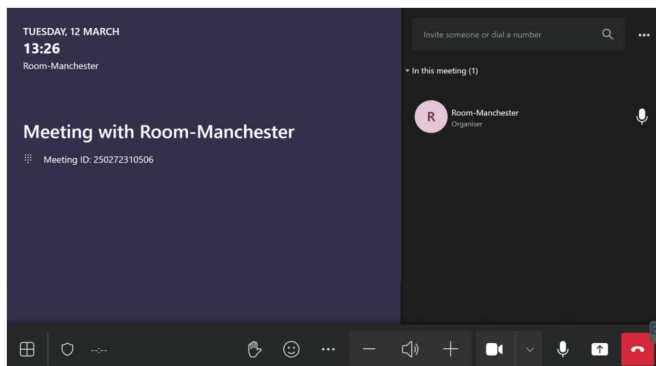 TUESDAY, 12 MARCH
13:26
Room-Manchester
Meeting with Room-Manchester
Meeting ID: 250272310506
Invite someone or dial a number
In this meeting (1)
R
Room-Manchester
Organiser
--:--